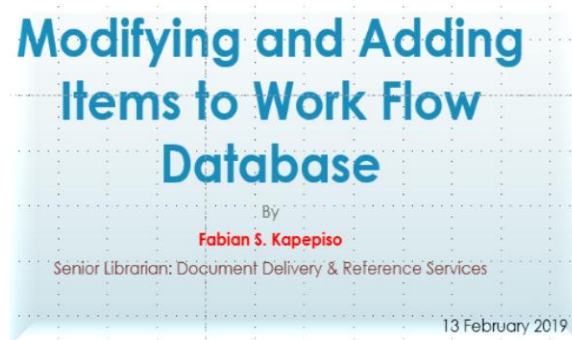 Modifying and Adding
Items to Work Flow
Database
By
Fabian S. Kapepiso
Senior Librarian: Document Delivery & Reference Services
13 February 2019